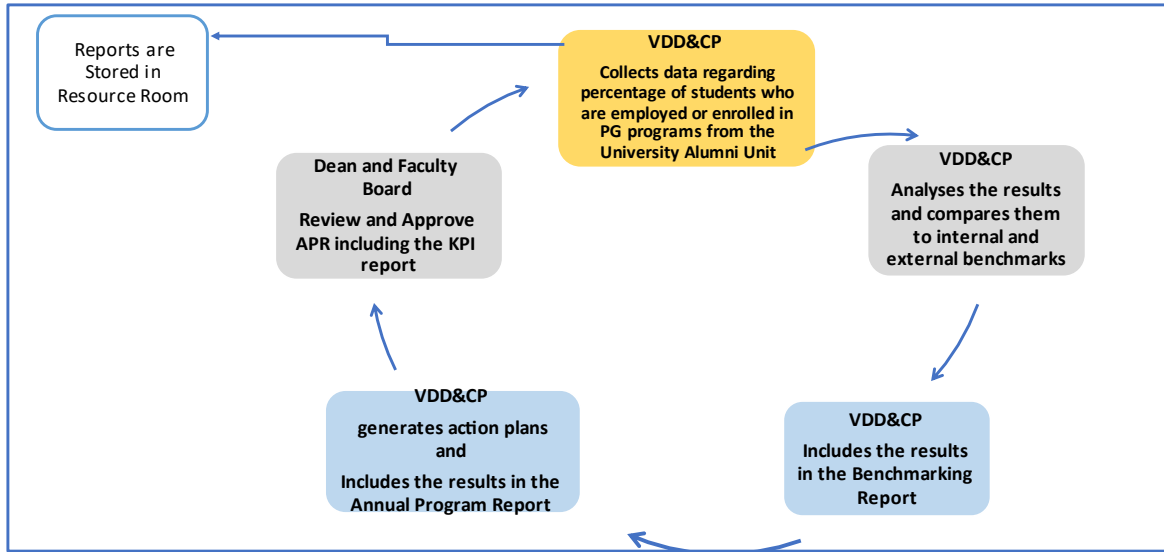 Reports are
Stored in
Resource Room
VDD&CP
Collects data regarding
percentage of students who
are employed or enrolled in
PG programs from the
University Alumni Unit
VDD&CP
Analyses the results
and compares them
to internal and
external benchmarks
VDD&CP
Includes the results
in the Benchmarking
Report
VDD&CP
generates action plans
and
Includes the results in the
Annual Program Report
Dean and Faculty
Board
Review and Approve
APR including the KPI
report